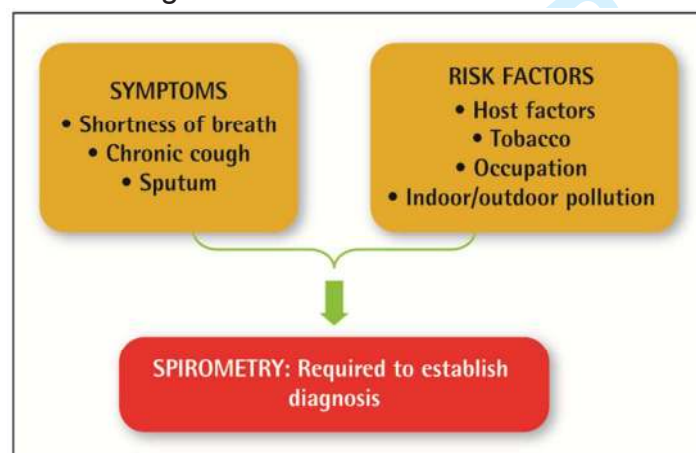 SYMPTOMS
• Shortness of breath
• Chronic cough
• Sputum
RISK FACTORS
• Host factors
• Tobacco
• Occupation
• Indoor/outdoor pollution
SPIROMETRY: Required to establish
diagnosis